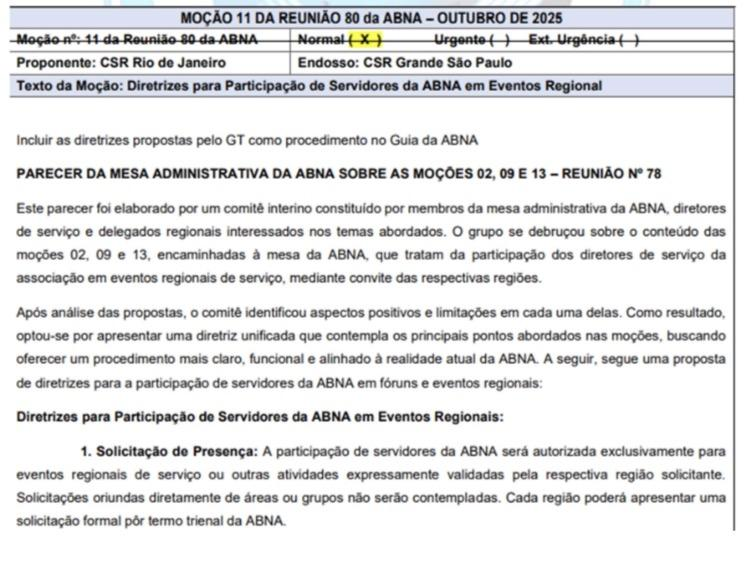 MOÇÃO 11 DA REUNIÃO 80 da ABNA – OUTUBRO DE 2025
Moção nº: 11 da Reunião 80 da ABNA Normal ( X ) Urgente ( ) Ext. Urgência ( )
Proponente: CSR Rio de Janeiro Endosso: CSR Grande São Paulo
Texto da Moção: Diretrizes para Participação de Servidores da ABNA em Eventos Regional
Incluir as diretrizes propostas pelo GT como procedimento no Guia da ABNA
PARECER DA MESA ADMINISTRATIVA DA ABNA SOBRE AS MOÇÕES 02, 09 E 13 – REUNIÃO Nº 78
Este parecer foi elaborado por um comitê interino constituído por membros da mesa administrativa da ABNA, diretores
de serviço e delegados regionais interessados nos temas abordados. O grupo se debruçou sobre o conteúdo das
moções 02, 09 e 13, encaminhadas à mesa da ABNA, que tratam da participação dos diretores de serviço da
associação em eventos regionais de serviço, mediante convite das respectivas regiões.
Após análise das propostas, o comitê identificou aspectos positivos e limitações em cada uma delas. Como resultado,
optou-se por apresentar uma diretriz unificada que contempla os principais pontos abordados nas moções, buscando
oferecer um procedimento mais claro, funcional e alinhado à realidade atual da ABNA. A seguir, segue uma proposta
de diretrizes para a participação de servidores da ABNA em fóruns e eventos regionais:
Diretrizes para Participação de Servidores da ABNA em Eventos Regionais:
1. Solicitação de Presença: A participação de servidores da ABNA será autorizada exclusivamente para
eventos regionais de serviço ou outras atividades expressamente validadas pela respectiva região solicitante.
Solicitações oriundas diretamente de áreas ou grupos não serão contempladas. Cada região poderá apresentar uma
solicitação formal pôr termo trienal da ABNA.